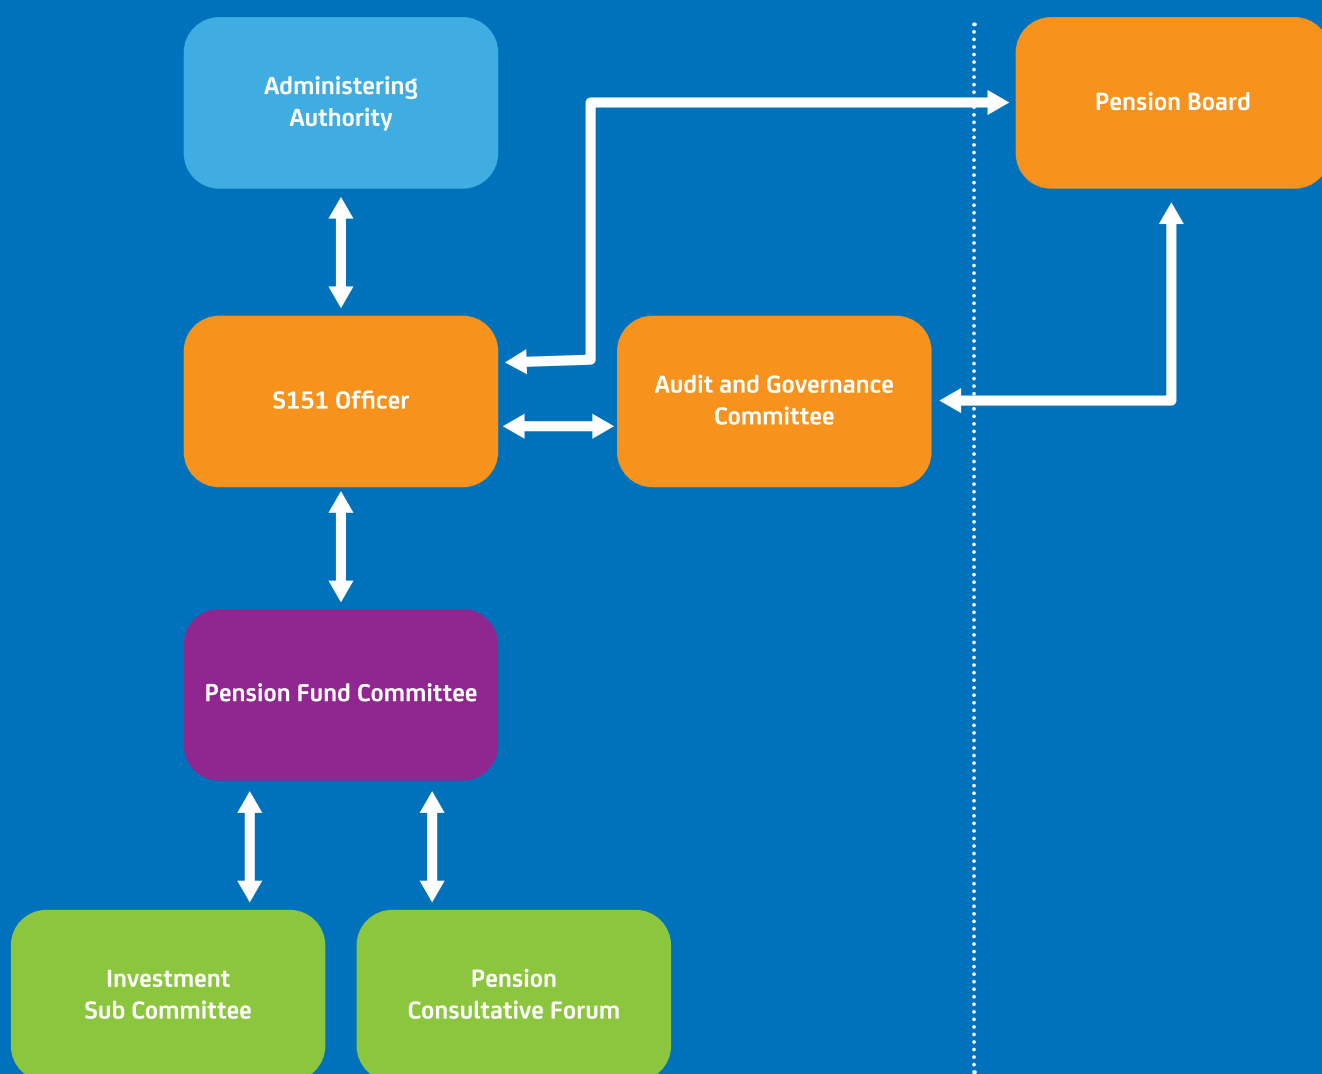 Administering
Authority
Pension Board
S151 Officer
Audit and Governance
Committee
Pension Fund Committee
Investment
Sub Committee
Pension
Consultative Forum